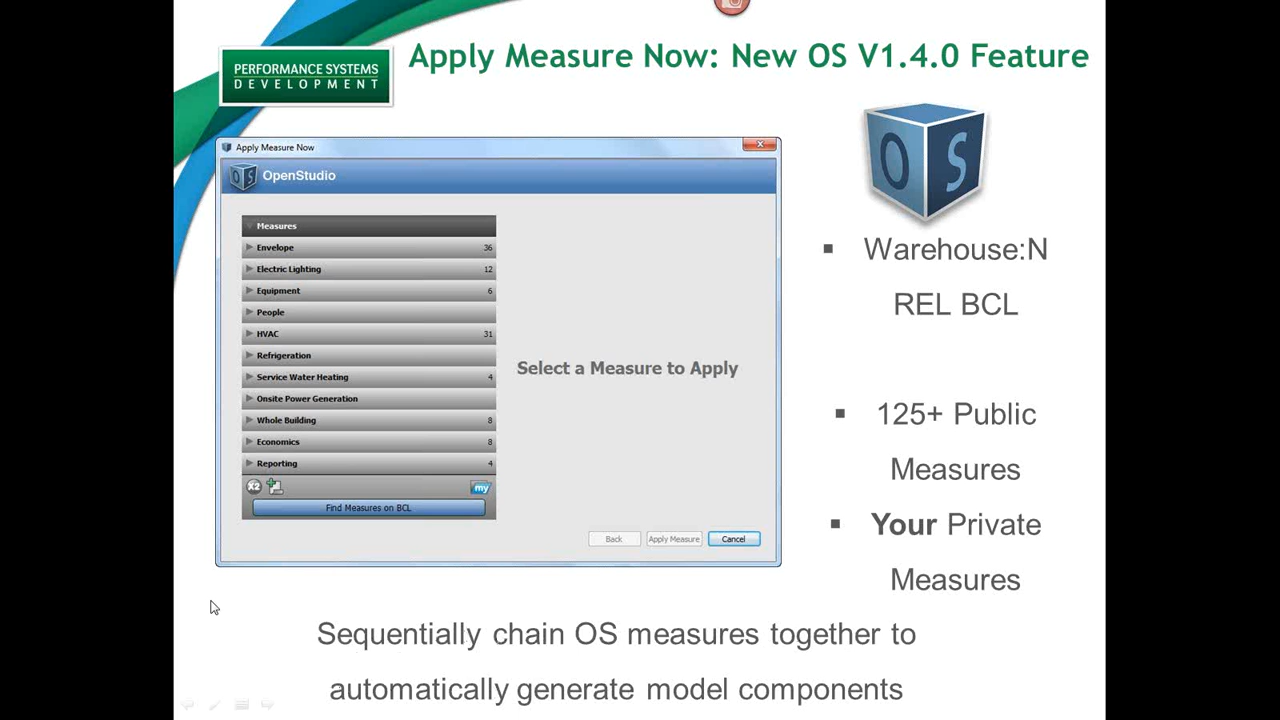 Apply Measure Now: New OS V1.4.0 Feature
PERFORMANCE SYSTEMS
DEVELOPMENT
Apply Measure Now
OS OpenStudio
Measures
Envelope 36
Electric Lighting 12
Equipment 6
People
HVAC 31
Refrigeration
Service Water Heating 4
Onsite Power Generation
Whole Building 8
Economics 8
Reporting 4
x2 my
Find Measures on BCL
Select a Measure to Apply
Back Apply Measure Cancel
OS
▪ Warehouse:N
REL BCL
▪ 125+ Public
Measures
▪ Your Private
Measures
Sequentially chain OS measures together to
automatically generate model components